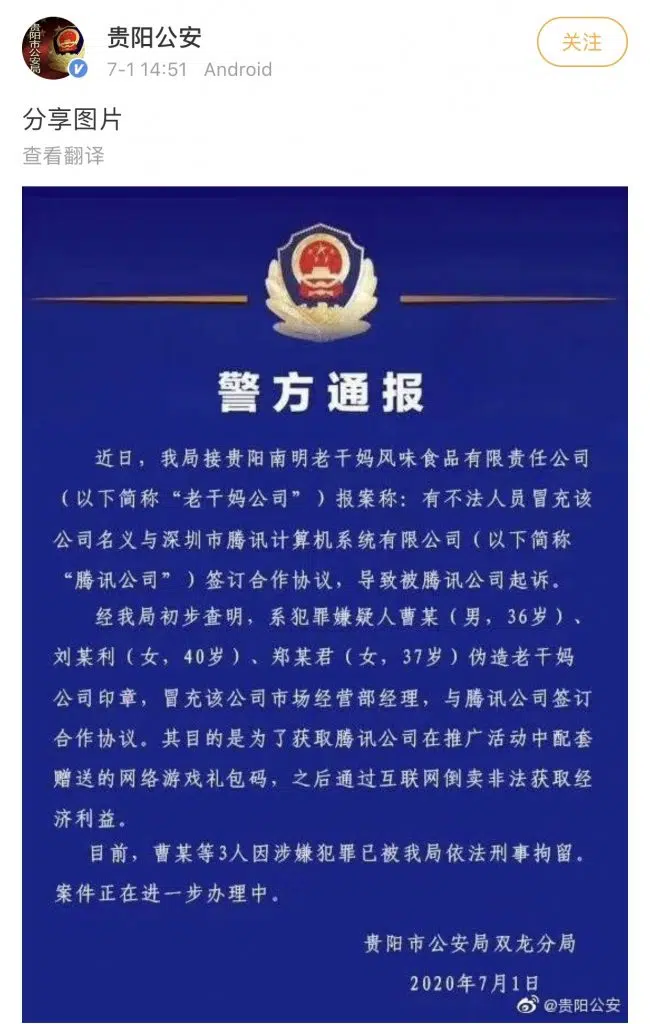 贵阳市公安局
贵阳公安
关注
7-1 14:51 Android
分享图片
查看翻译
警方通报
近日，我局接贵阳南明老干妈风味食品有限责任公司
（以下简称“老干妈公司”）报案称：有不法人员冒充该
公司名义与深圳市腾讯计算机系统有限公司（以下简称
“腾讯公司”）签订合作协议，导致被腾讯公司起诉。
经我局初步查明，系犯罪嫌疑人曹某（男，36岁）、
刘某利（女，40岁）、郑某君（女，37岁）伪造老干妈
公司印章，冒充该公司市场经营部经理，与腾讯公司签订
合作协议。其目的是为了获取腾讯公司在推广活动中配套
赠送的网络游戏礼包码，之后通过互联网倒卖非法获取经
济利益。
目前，曹某等3人因涉嫌犯罪已被我局依法刑事拘留。
案件正在进一步办理中。
贵阳市公安局双龙分局
2020年7月1日
@贵阳公安